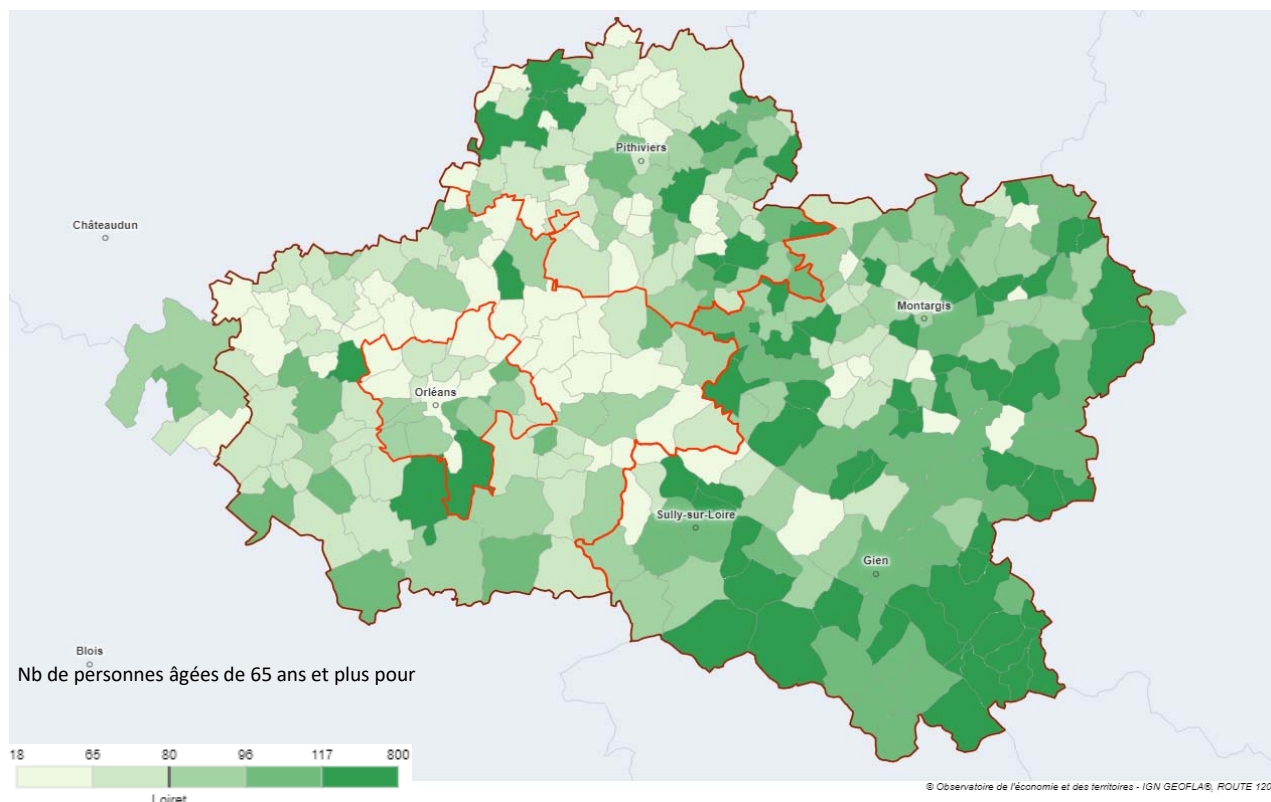 Pithiviers
Châteaudun
Montargis
Orléans
Sully-sur-Loire
Gien
Blois
Nb de personnes âgées de 65 ans et plus pour
18 65 80 96 117 800
Loiret
© Observatoire de l'économie et des territoires - IGN GEOFLA®, ROUTE 120